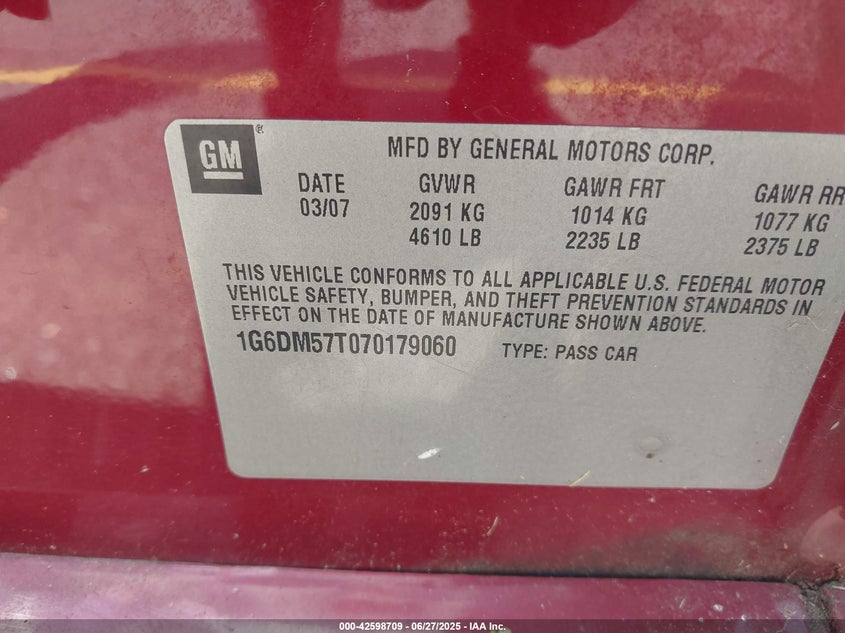 GM
MFD BY GENERAL MOTORS CORP.
DATE GVWR GAWR FRT GAWR RR
03/07 2091 KG 1014 KG 1077 KG
4610 LB 2235 LB 2375 LB
THIS VEHICLE CONFORMS TO ALL APPLICABLE U.S. FEDERAL MOTOR
VEHICLE SAFETY, BUMPER, AND THEFT PREVENTION STANDARDS IN
EFFECT ON THE DATE OF MANUFACTURE SHOWN ABOVE.
1G6DM57T070179060 TYPE: PASS CAR
000-42598709 - 06/27/2025 - IAA Inc.